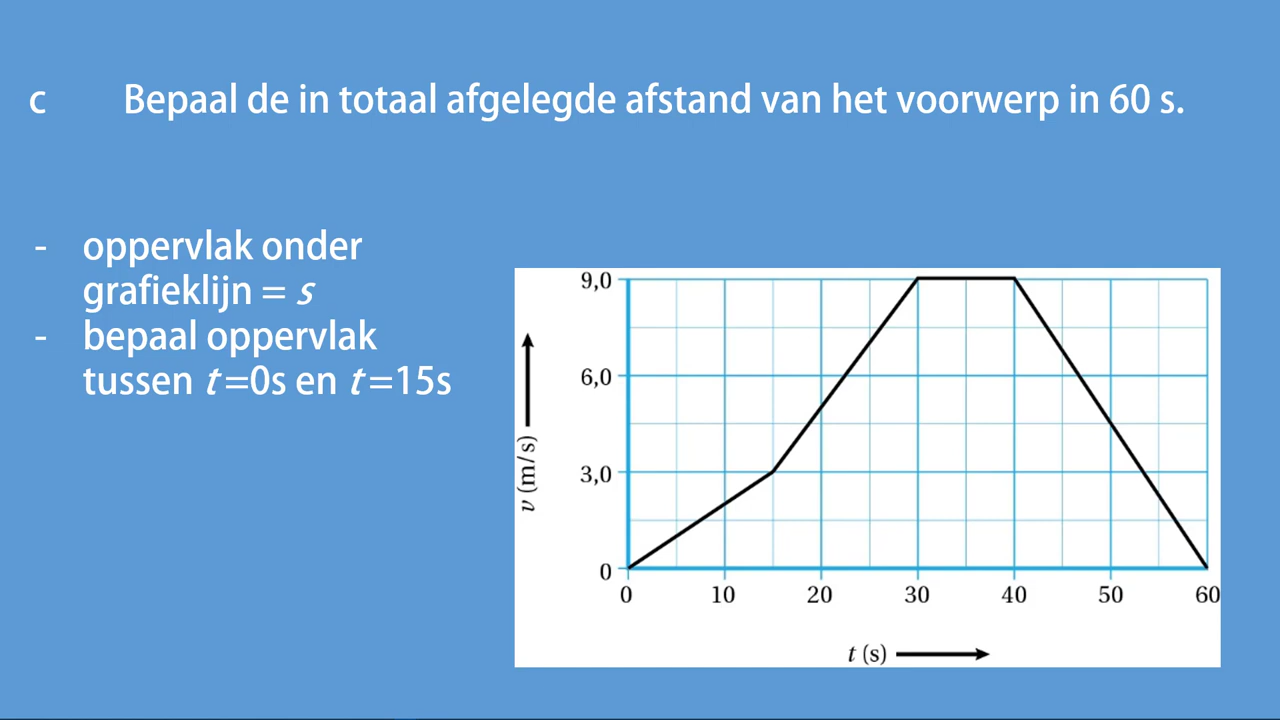 c Bepaal de in totaal afgelegde afstand van het voorwerp in 60 s.
- oppervlak onder
grafieklijn = s
- bepaal oppervlak
tussen t=0s en t=15s
9,0
6,0
3,0
0
v (m/s)
0 10 20 30 40 50 60
t (s)